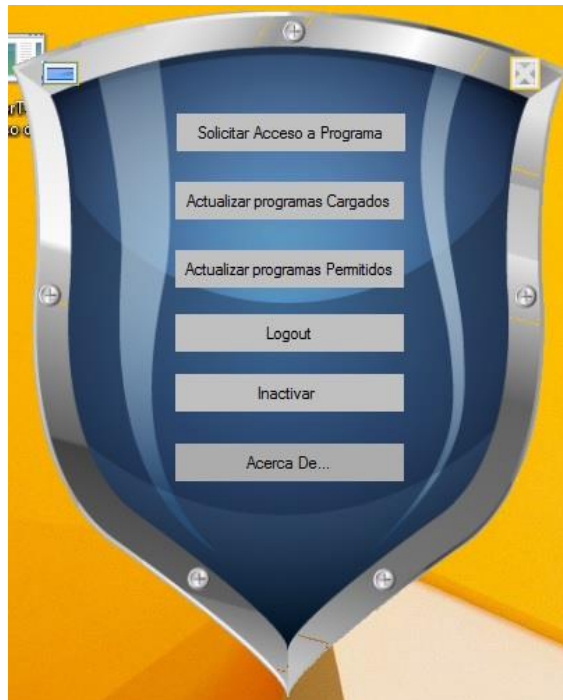 Solicitar Acceso a Programa
Actualizar programas Cargados
Actualizar programas Permitidos
Logout
Inactivar
Acerca De...